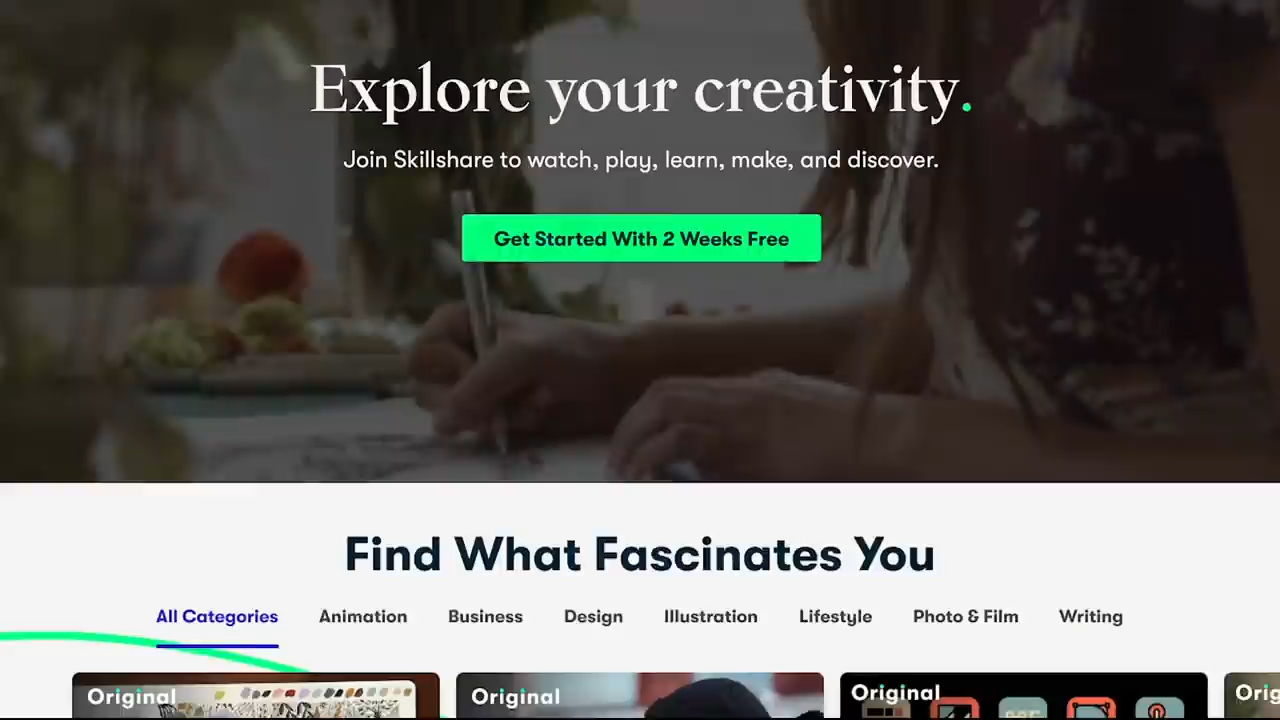 Explore your creativity.
Join Skillshare to watch, play, learn, make, and discover.
Get Started With 2 Weeks Free
Find What Fascinates You
All Categories Animation Business Design Illustration Lifestyle Photo & Film Writing
Original Original Original Orig